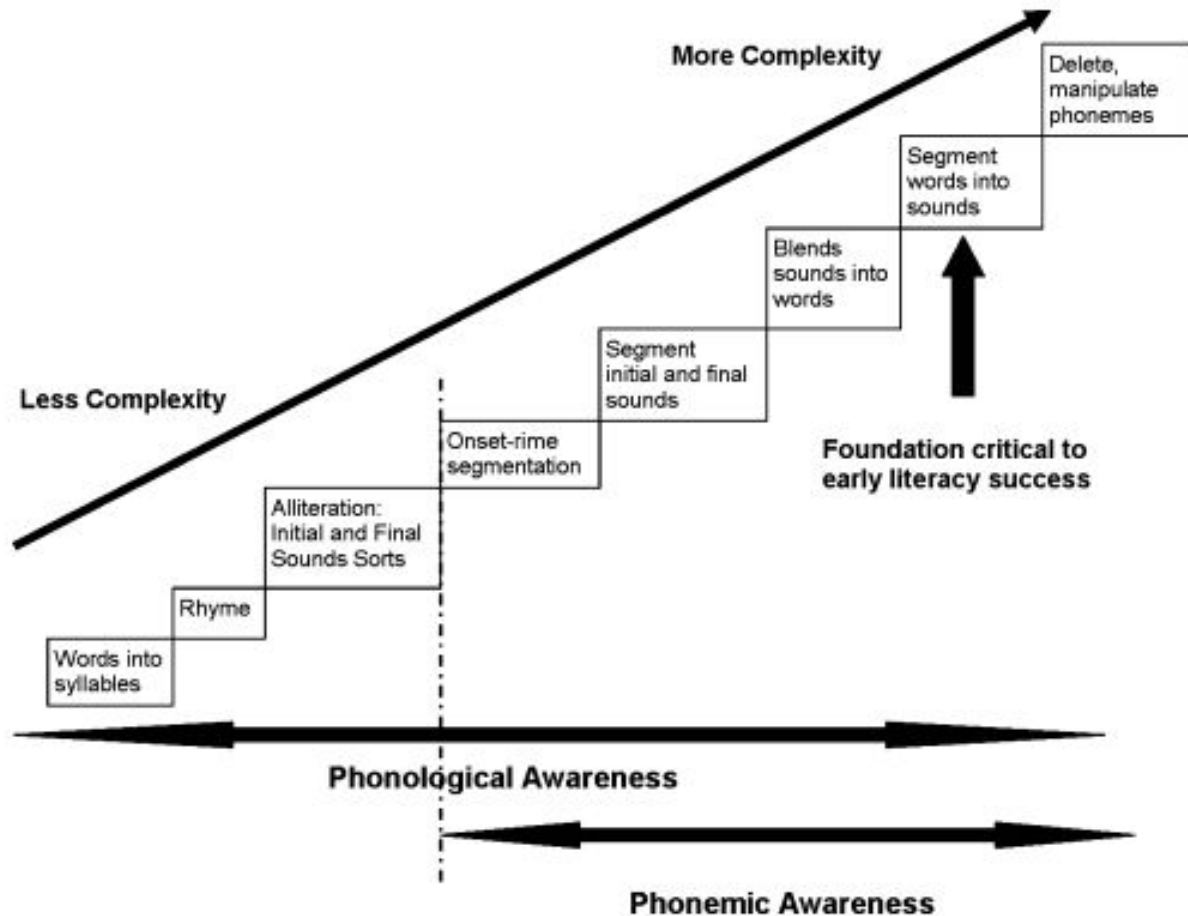 More Complexity
Delete,
manipulate
phonemes
Segment
words into
sounds
Blends
sounds into
words
Segment
initial and final
sounds
Less Complexity
Onset-rime
segmentation
Foundation critical to
early literacy success
Alliteration:
Initial and Final
Sounds Sorts
Rhyme
Words into
syllables
Phonological Awareness
Phonemic Awareness